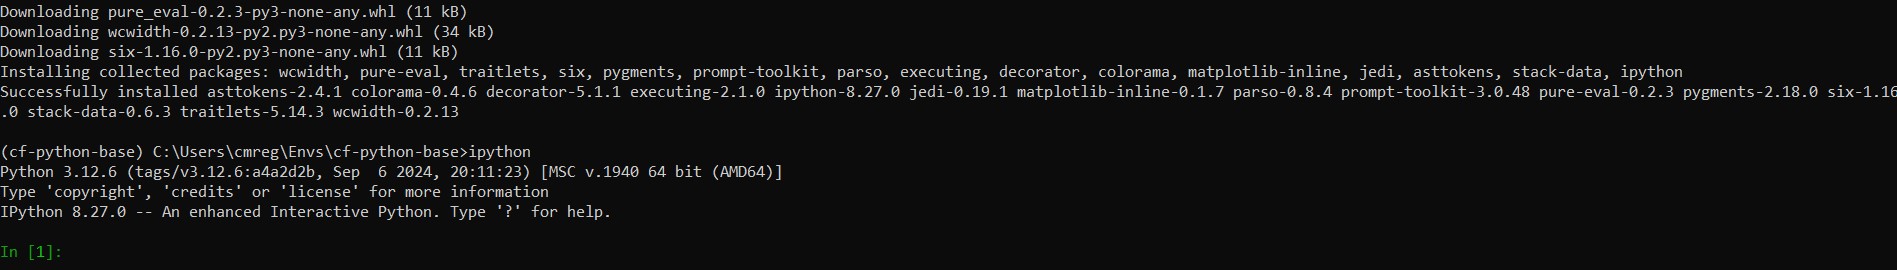 Downloading pure_eval-0.2.3-py3-none-any.whl (11 kB)
Downloading wcwidth-0.2.13-py2.py3-none-any.whl (34 kB)
Downloading six-1.16.0-py2.py3-none-any.whl (11 kB)
Installing collected packages: wcwidth, pure-eval, traitlets, six, pygments, prompt-toolkit, parso, executing, decorator, colorama, matplotlib-inline, jedi, asttokens, stack-data, ipython
Successfully installed asttokens-2.4.1 colorama-0.4.6 decorator-5.1.1 executing-2.1.0 ipython-8.27.0 jedi-0.19.1 matplotlib-inline-0.1.7 parso-0.8.4 prompt-toolkit-3.0.48 pure-eval-0.2.3 pygments-2.18.0 six-1.16
.0 stack-data-0.6.3 traitlets-5.14.3 wcwidth-0.2.13
(cf-python-base) C:\Users\cmreg\Envs\cf-python-base>ipython
Python 3.12.6 (tags/v3.12.6:a4a2d2b, Sep  6 2024, 20:11:23) [MSC v.1940 64 bit (AMD64)]
Type 'copyright', 'credits' or 'license' for more information
IPython 8.27.0 -- An enhanced Interactive Python. Type '?' for help.
In [1]: